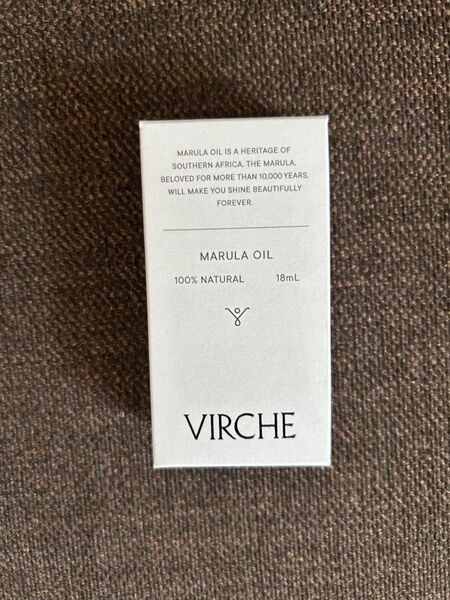 MARULA OIL IS A HERITAGE OF
SOUTHERN AFRICA. THE MARULA,
BELOVED FOR MORE THAN 10,000 YEARS,
WILL MAKE YOU SHINE BEAUTIFULLY
FOREVER.
MARULA OIL
100% NATURAL 18mL
VIRCHE